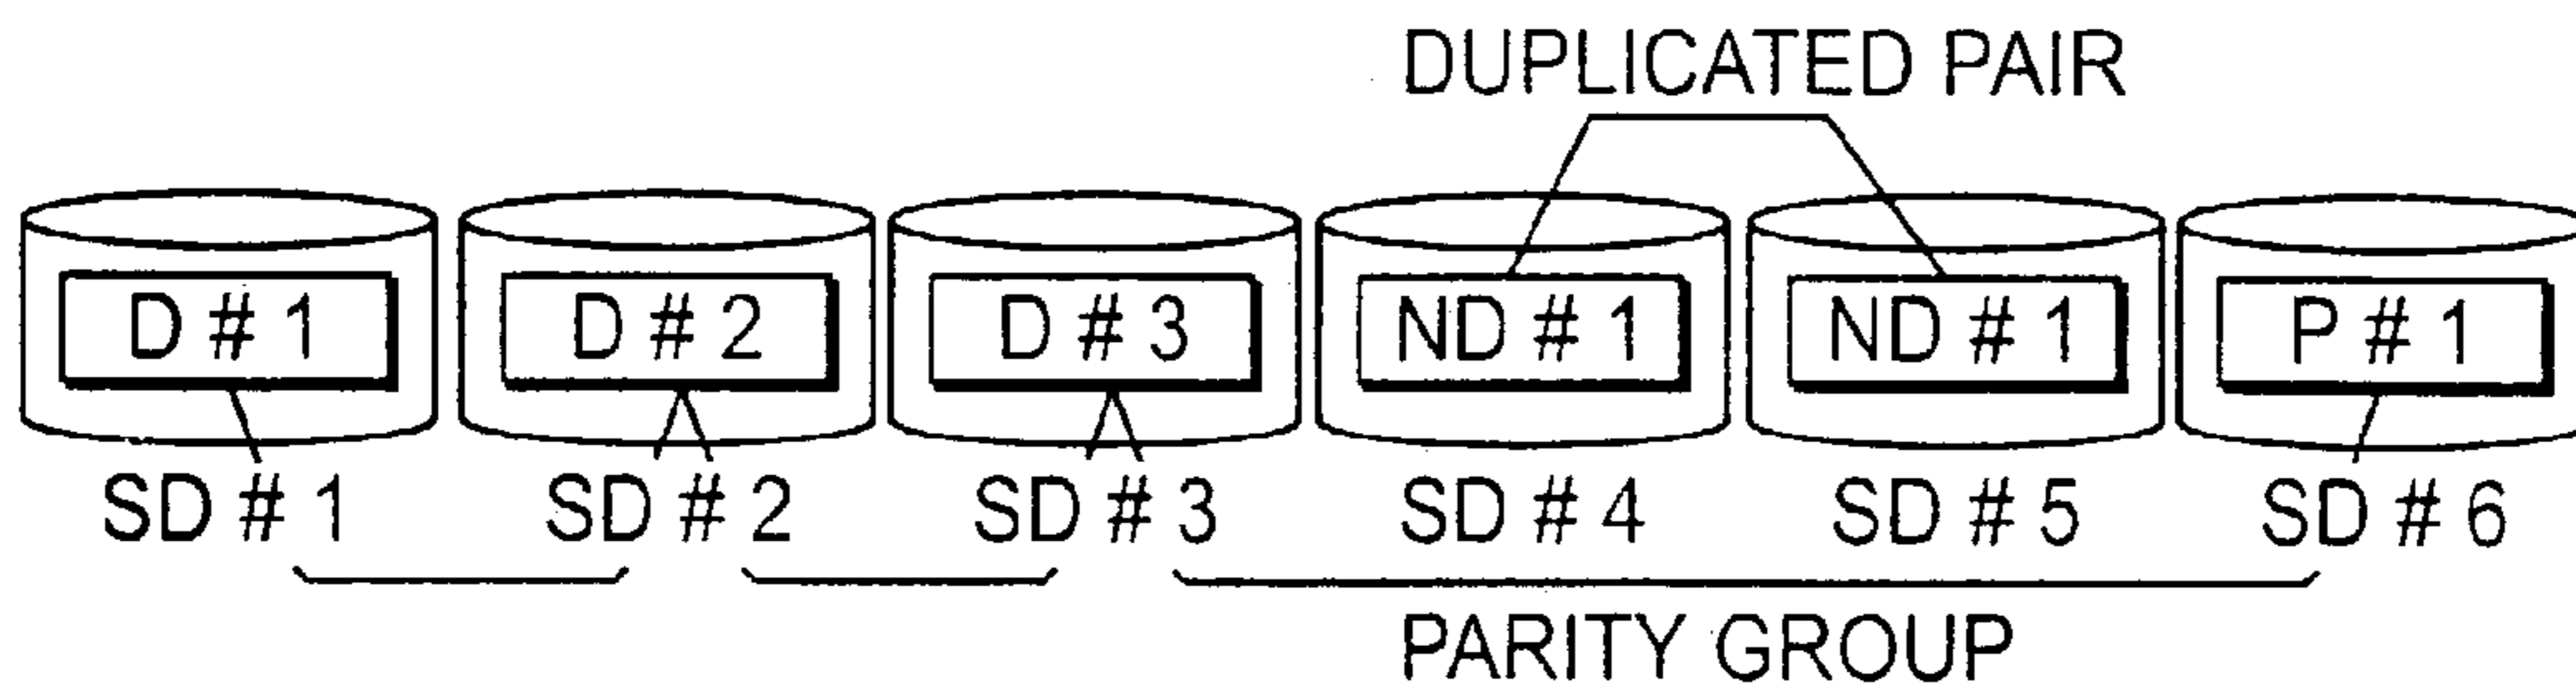 DUPLICATED PAIR
D # 1 D # 2 D # 3 ND # 1 ND # 1 P # 1
SD # 1 SD # 2 SD # 3 SD # 4 SD # 5 SD # 6
PARITY GROUP